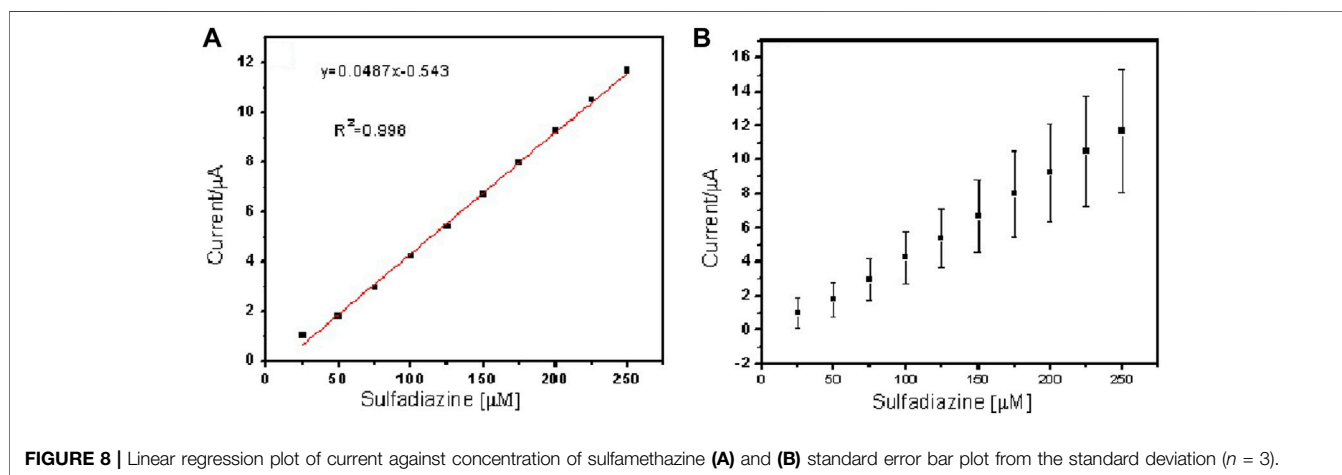 A
y=0.0487x-0.543
R²=0.998
12
10
8
6
4
2
0
Current/μA
0 50 100 150 200 250
Sulfadiazine [μM]
B
16
14
12
10
8
6
4
2
0
-2
Current/μA
0 50 100 150 200 250
Sulfadiazine [μM]
FIGURE 8 | Linear regression plot of current against concentration of sulfamethazine (A) and (B) standard error bar plot from the standard deviation (n = 3).